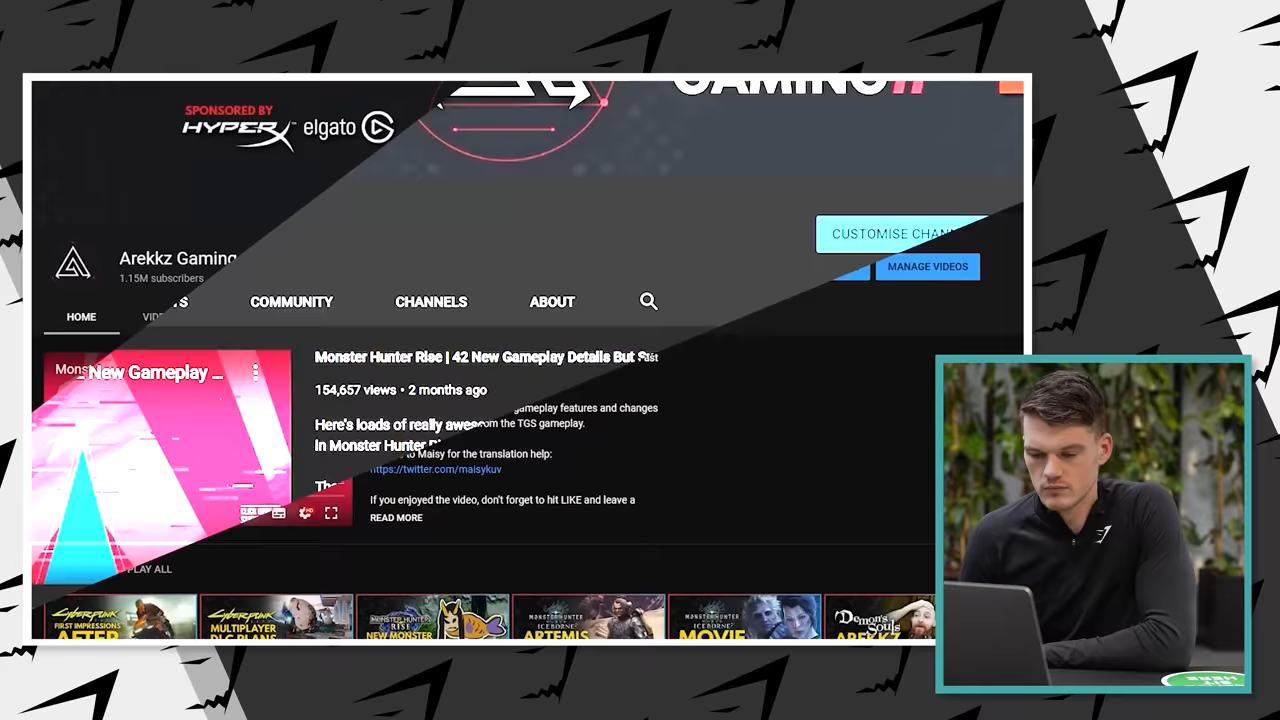 GAMING
SPONSORED BY
HYPERX elgato
CUSTOMISE CHAN
Arekkz Gaming
1.15M subscribers
MANAGE VIDEOS
COMMUNITY CHANNELS ABOUT
HOME
Monster Hunter Rise | 42 New Gameplay Details But
New Gameplay ...
154,657 views • 2 months ago
gameplay features and changes
Here's loads of really
the TGS gameplay.
In Monster Hunter
to Maisy for the translation help:
https://twitter.com/maisykuv
If you enjoyed the video, don't forget to hit LIKE and leave a
READ MORE
PLAY ALL
CYBERPUNK
FIRST IMPRESSIONS
AFTER
CYBERPUNK
MULTIPLAYER
DLC PLANS
MONSTER HUNTER
RISE
NEW MONSTER
MONSTER HUNTER
ICEBORNE
ARTEMIS
MONSTER HUNTER
ICEBORNE
MOVIE
Demon's
Souls
AREKKZ